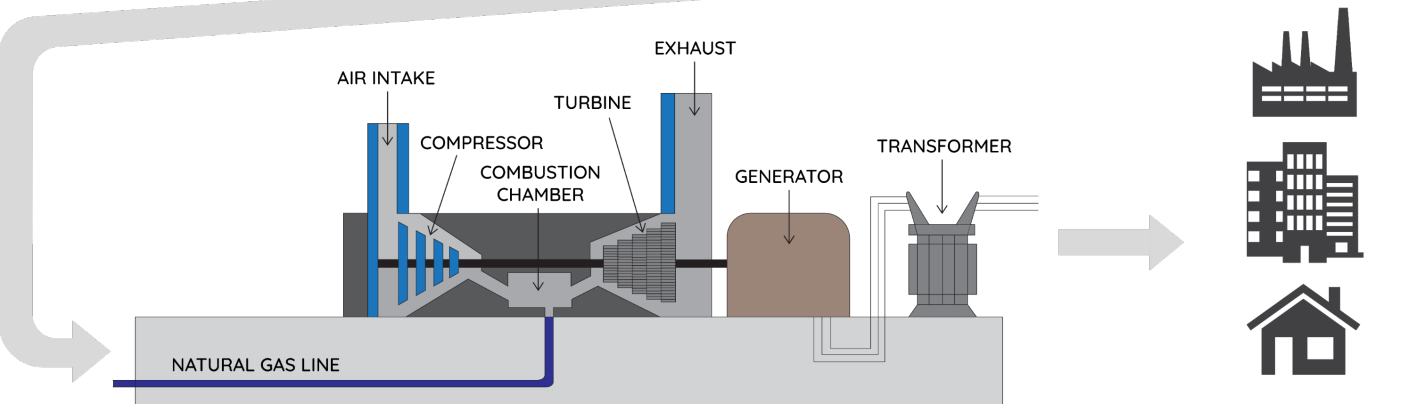 EXHAUST
AIR INTAKE
TURBINE
COMPRESSOR
COMBUSTION
CHAMBER
TRANSFORMER
GENERATOR
NATURAL GAS LINE